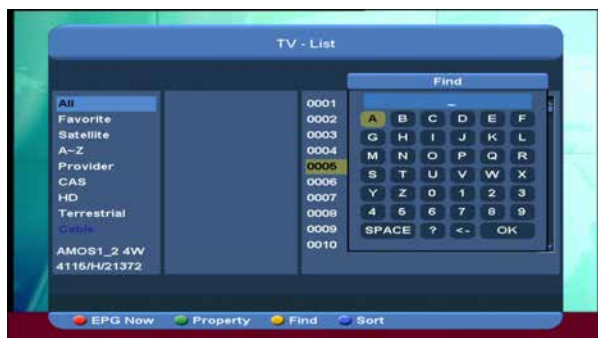 TV - List
Find
All
Favorite
Satellite
A~Z
Provider
CAS
HD
Terrestrial
Cable
AMOS1_2 4W
4116/H/21372
0001
0002
0003
0004
0005
0006
0007
0008
0009
0010
_
A B C D E F
G H I J K L
M N O P Q R
S T U V W X
Y Z 0 1 2 3
4 5 6 7 8 9
SPACE ? <- OK
EPG Now Property Find Sort